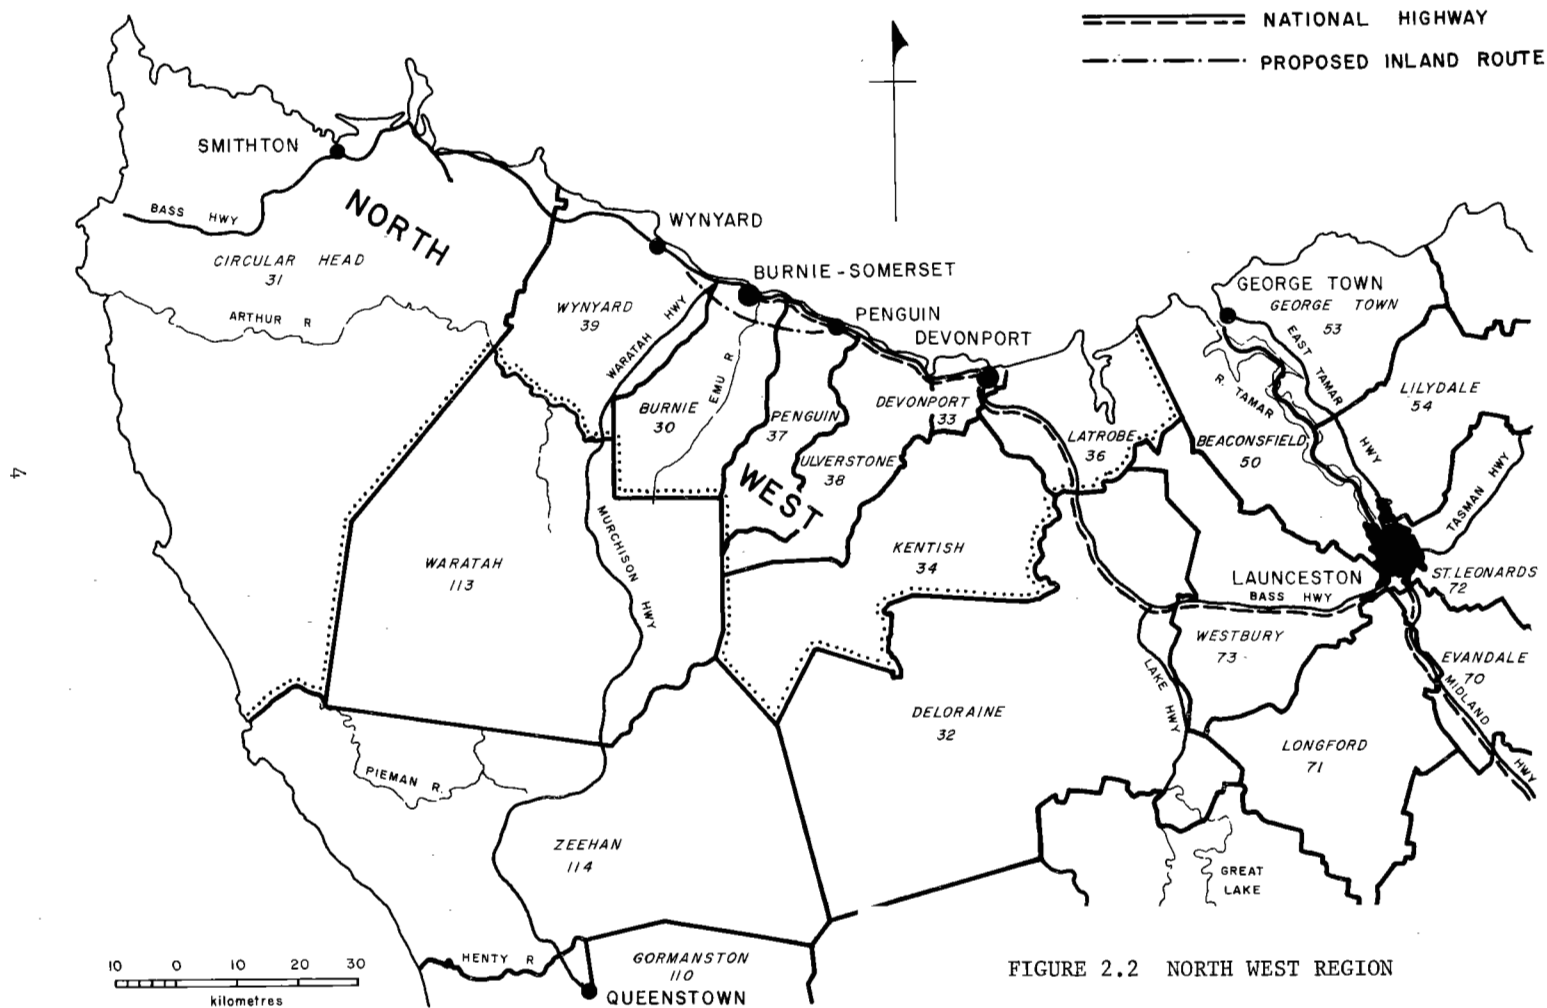 NATIONAL HIGHWAY
PROPOSED INLAND ROUTE
SMITHTON
NORTH
BASS HWY
CIRCULAR HEAD
31
ARTHUR R
WYNYARD
BURNIE-SOMERSET
PENGUIN
DEVONPORT
WYNYARD
39
WARATAH HWY
EMU R
BURNIE
30
PENGUIN
37
WEST
ULVERSTONE
38
DEVONPORT
33
LATROBE
36
GEORGE TOWN
GEORGE TOWN
53
EAST TAMAR HWY
R. TAMAR
LILYDALE
54
BEACONSFIELD
50
TASMAN HWY
4
WARATAH
113
MURCHISON HWY
KENTISH
34
LAUNCESTON
BASS HWY
ST. LEONARDS
72
WESTBURY
73
EVANDALE
70
MIDLAND HWY
LAKE HWY
DELORAINE
32
LONGFORD
71
PIEMAN R.
ZEEHAN
114
GREAT
LAKE
HENTY R
GORMANSTON
110
QUEENSTOWN
10 0 10 20 30
kilometres
FIGURE 2.2 NORTH WEST REGION